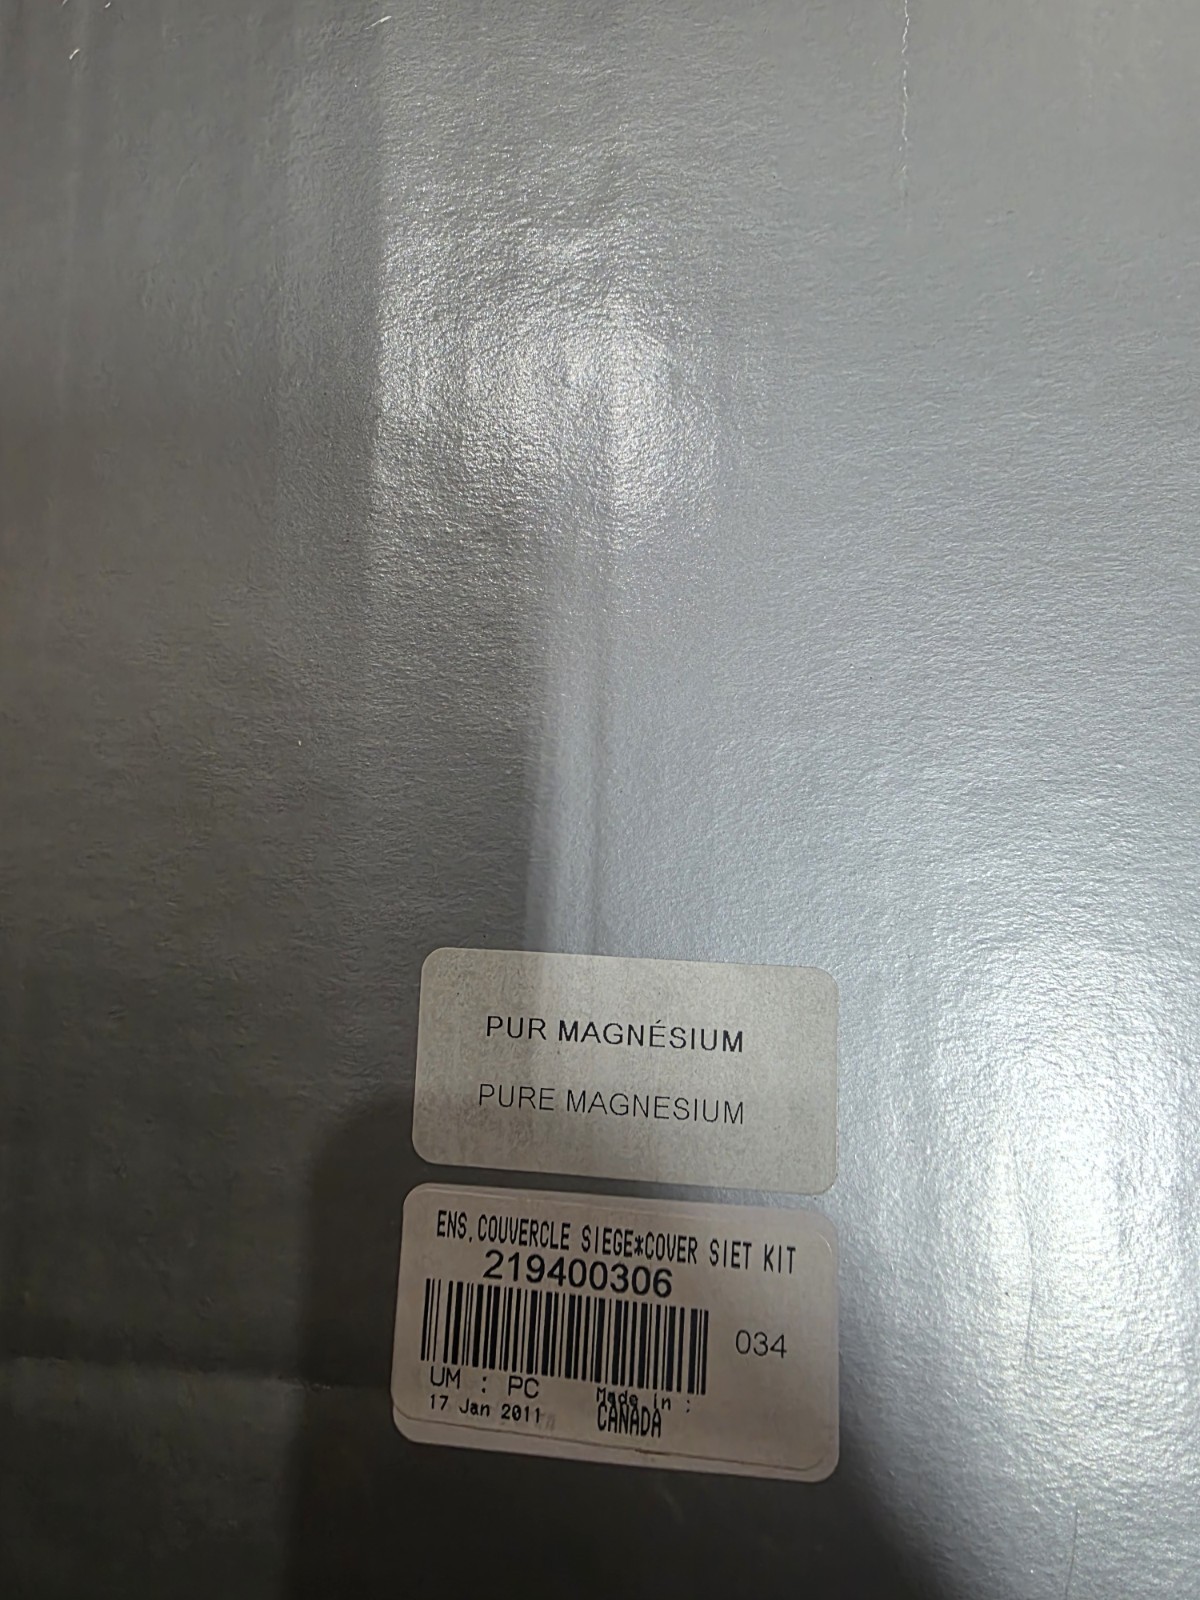 PUR MAGNÉSIUM
PURE MAGNESIUM
ENS.COUVERCLE SIEGE*COVER SIET KIT
219400306
034
UM : PC
17 Jan 2011
Made in :
CANADA